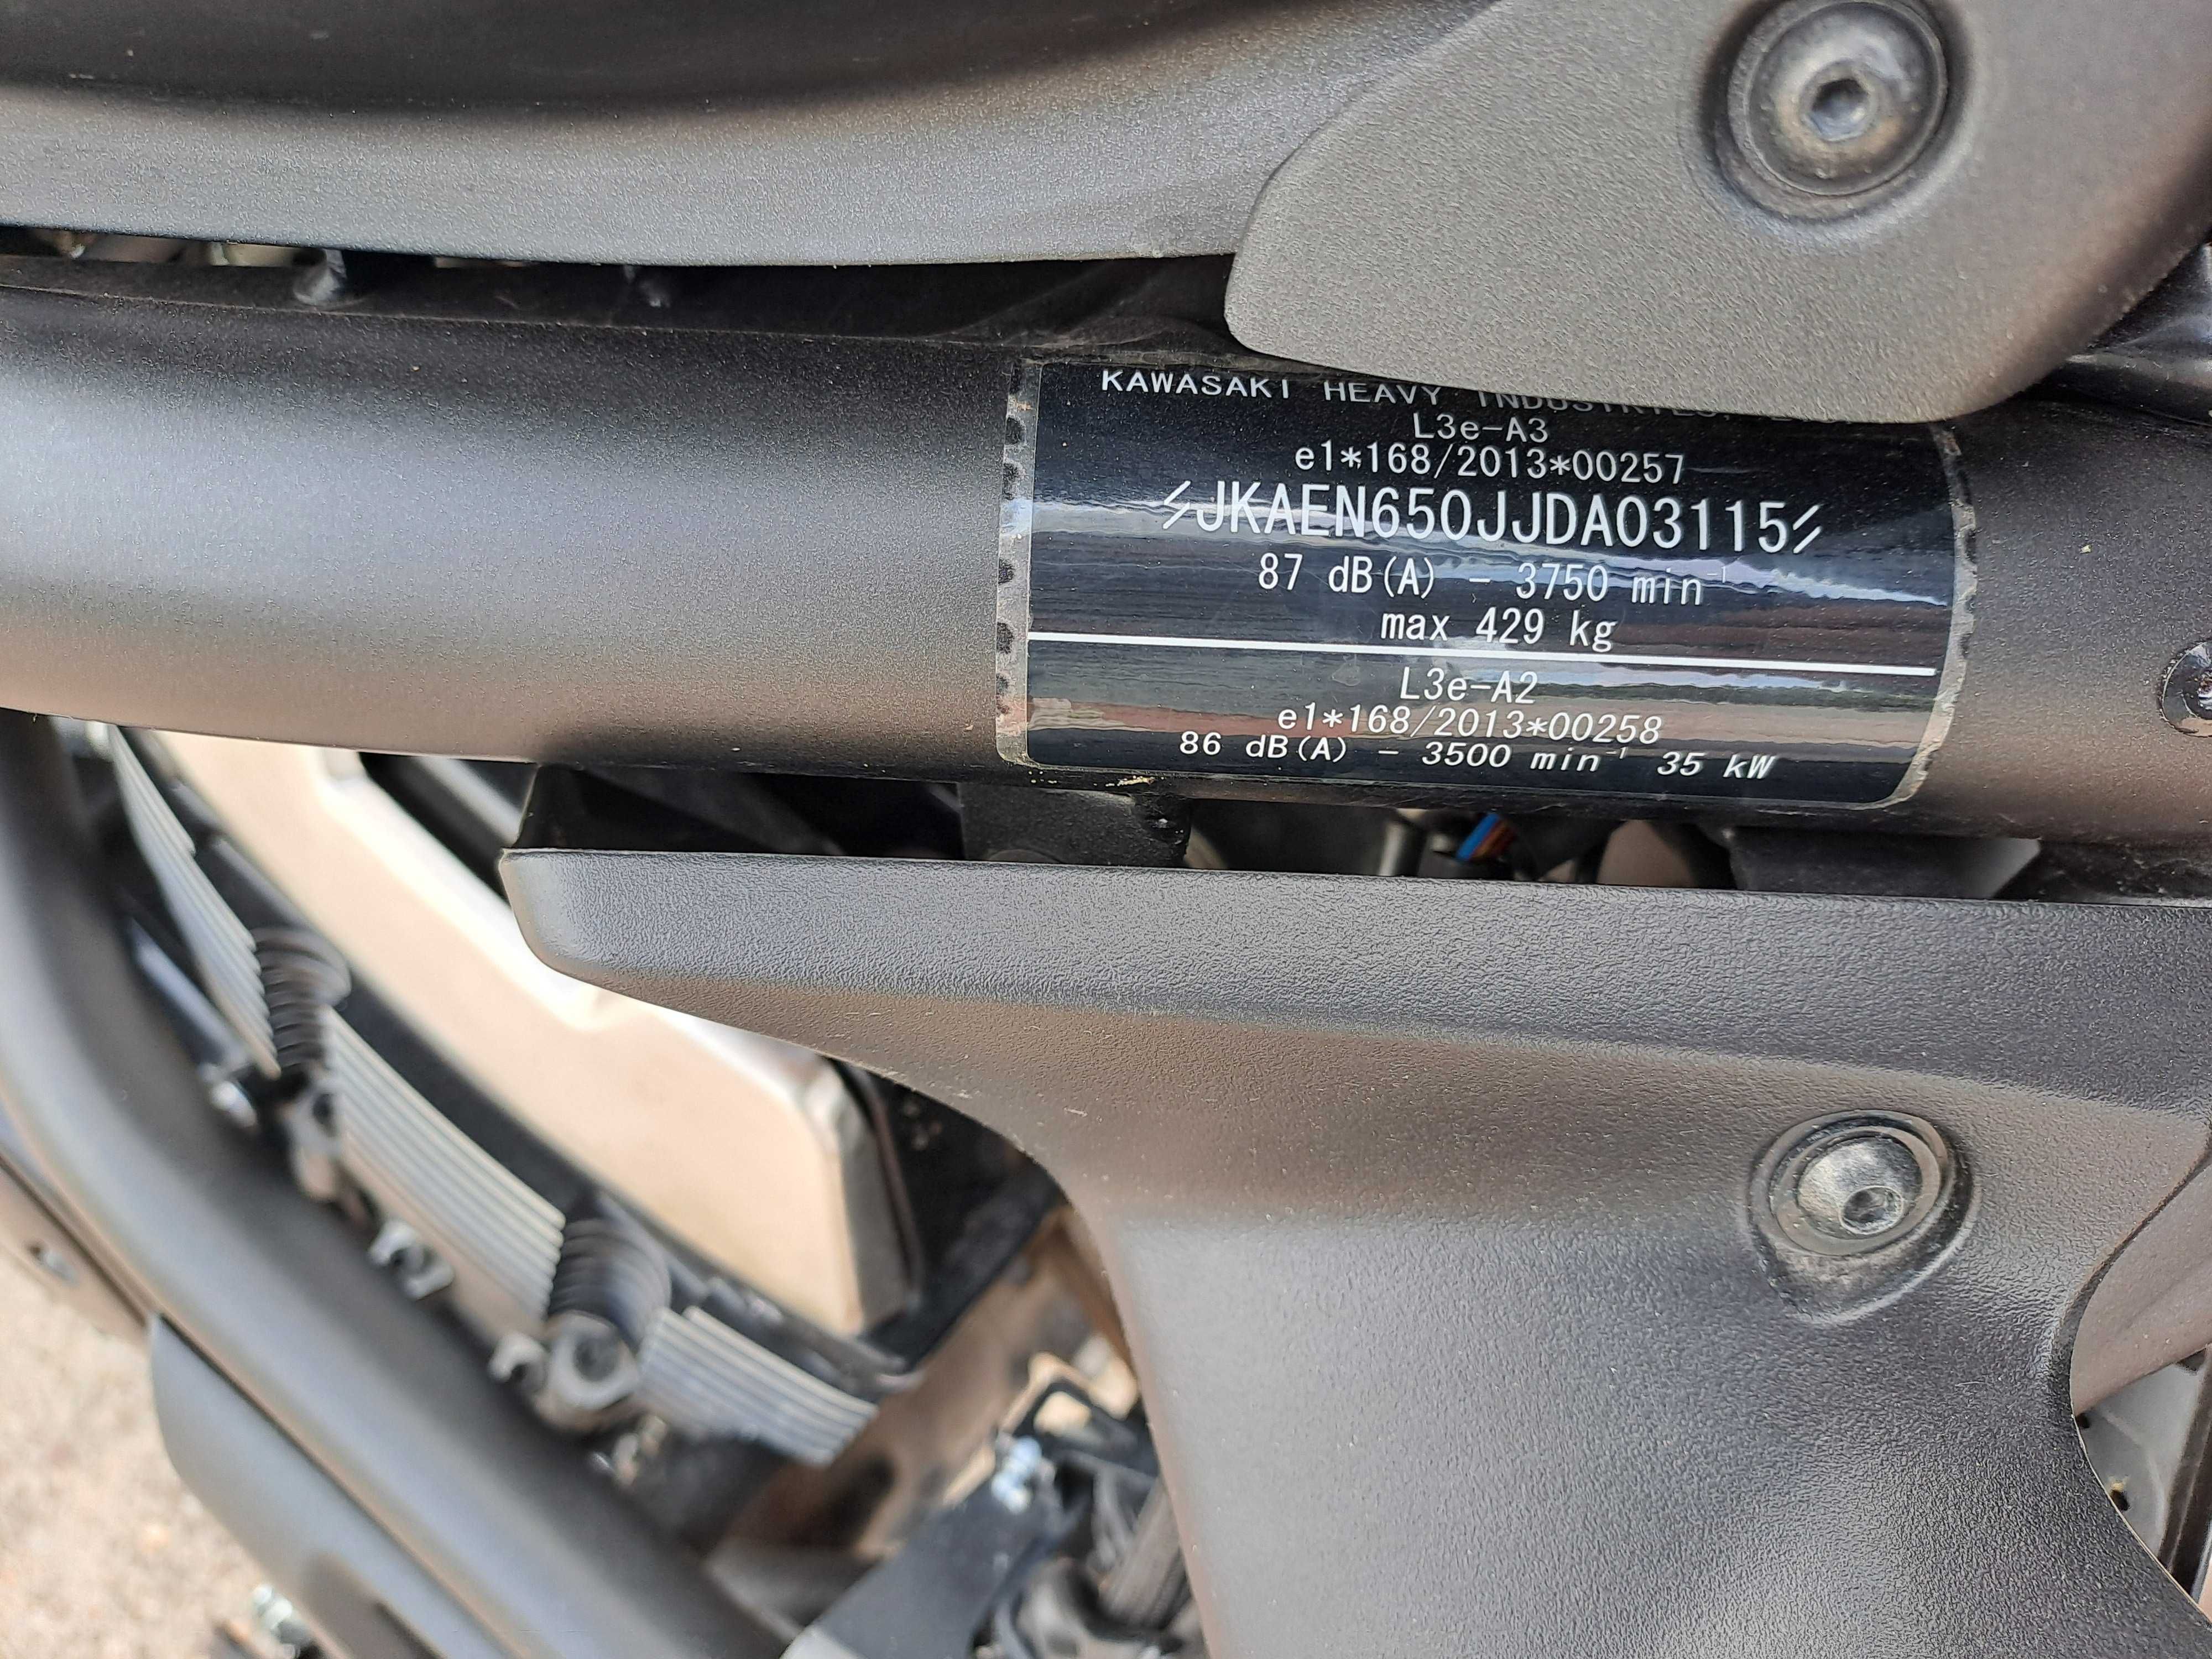 KAWASAKI HEAVY INDUSTRIES,
L3e-A3
e1*168/2013*00257
JKAEN650JJDA03115
87 dB(A) - 3750 min⁻¹
max 429 kg
L3e-A2
e1*168/2013*00258
86 dB(A) - 3500 min⁻¹ 35 kW